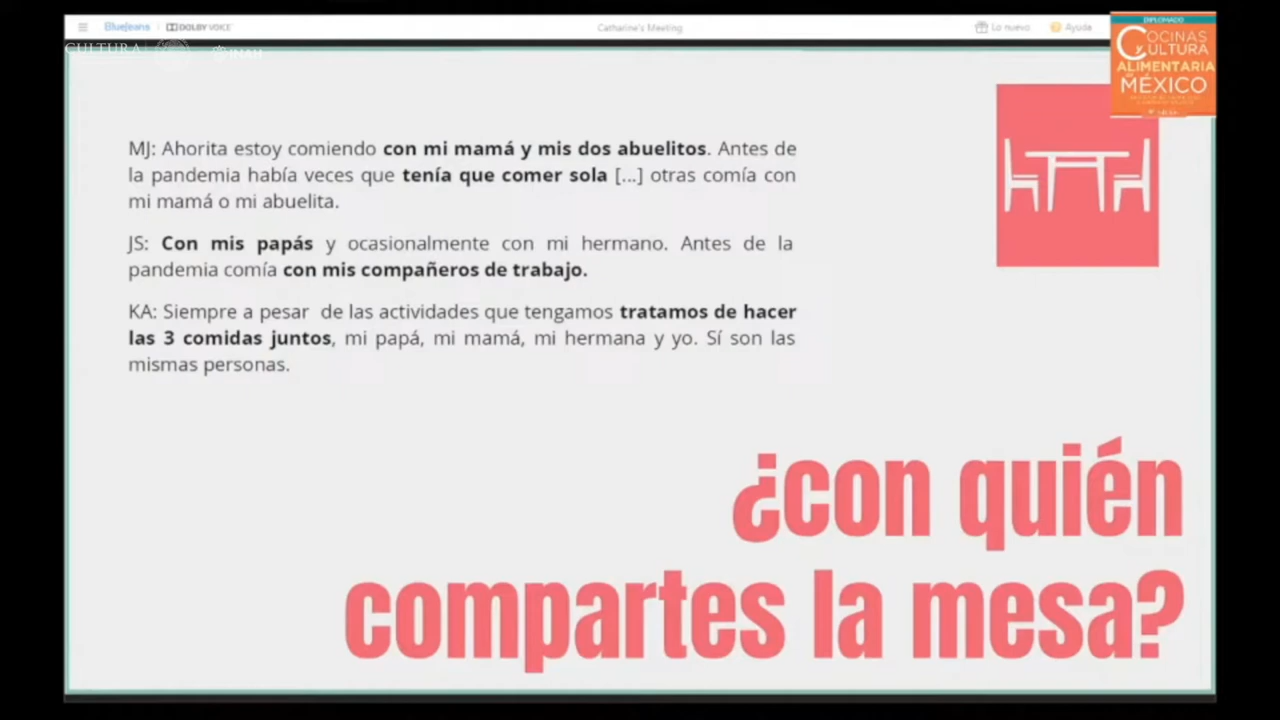 BlueJeans / DOLBY VOICE
Catharine's Meeting
Lo nuevo
Ayuda
CULTURA
INAH
DIPLOMADO
COCINAS
y CULTURA
ALIMENTARIA
MÉXICO
MJ: Ahorita estoy comiendo con mi mamá y mis dos abuelitos. Antes de
la pandemia había veces que tenía que comer sola [...] otras comía con
mi mamá o mi abuelita.
JS: Con mis papás y ocasionalmente con mi hermano. Antes de la
pandemia comía con mis compañeros de trabajo.
KA: Siempre a pesar de las actividades que tengamos tratamos de hacer
las 3 comidas juntos, mi papá, mi mamá, mi hermana y yo. Sí son las
mismas personas.
¿con quién
compartes la mesa?